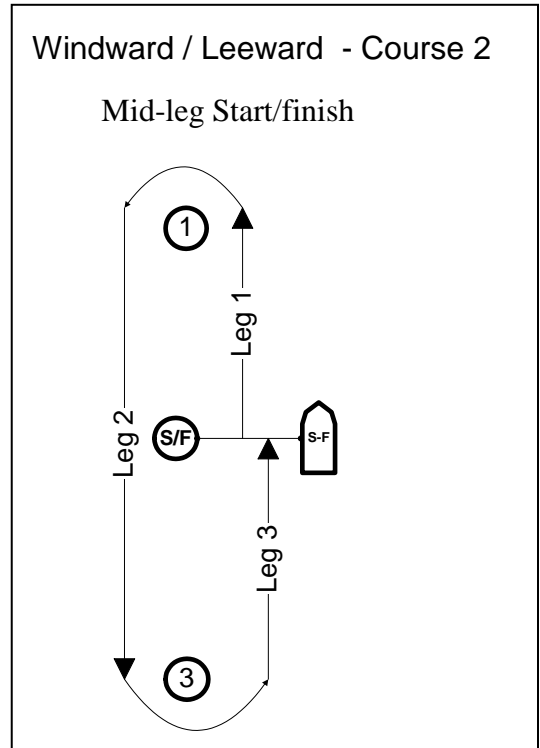 Windward / Leeward - Course 2
Mid-leg Start/finish
1
Leg 1
Leg 2
S/F
S-F
Leg 3
3